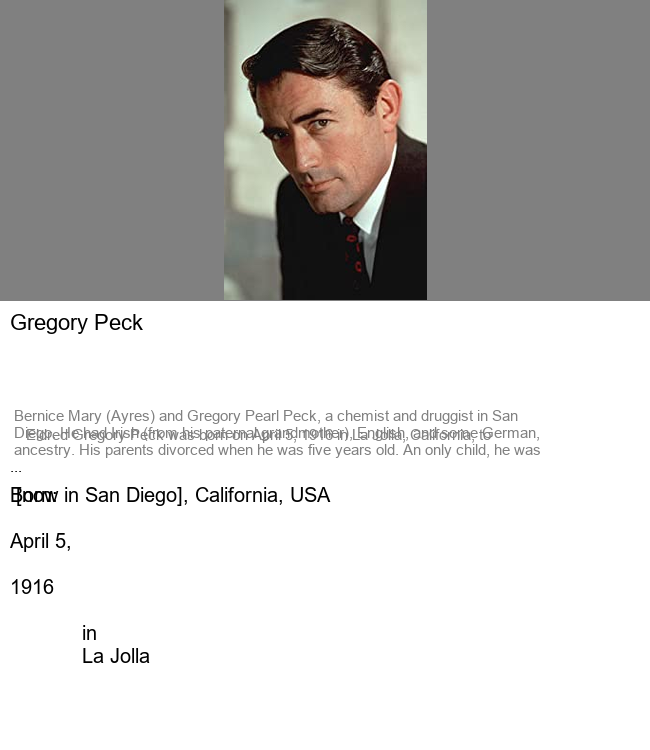 Gregory Peck
Bernice Mary (Ayres) and Gregory Pearl Peck, a chemist and druggist in San
Diego. He had Irish (from his paternal grandmother), English, and some German,
Eldred Gregory Peck was born on April 5, 1916 in La Jolla, California, to
ancestry. His parents divorced when he was five years old. An only child, he was
...
Born:
[now in San Diego], California, USA
April 5,
1916
in
La Jolla